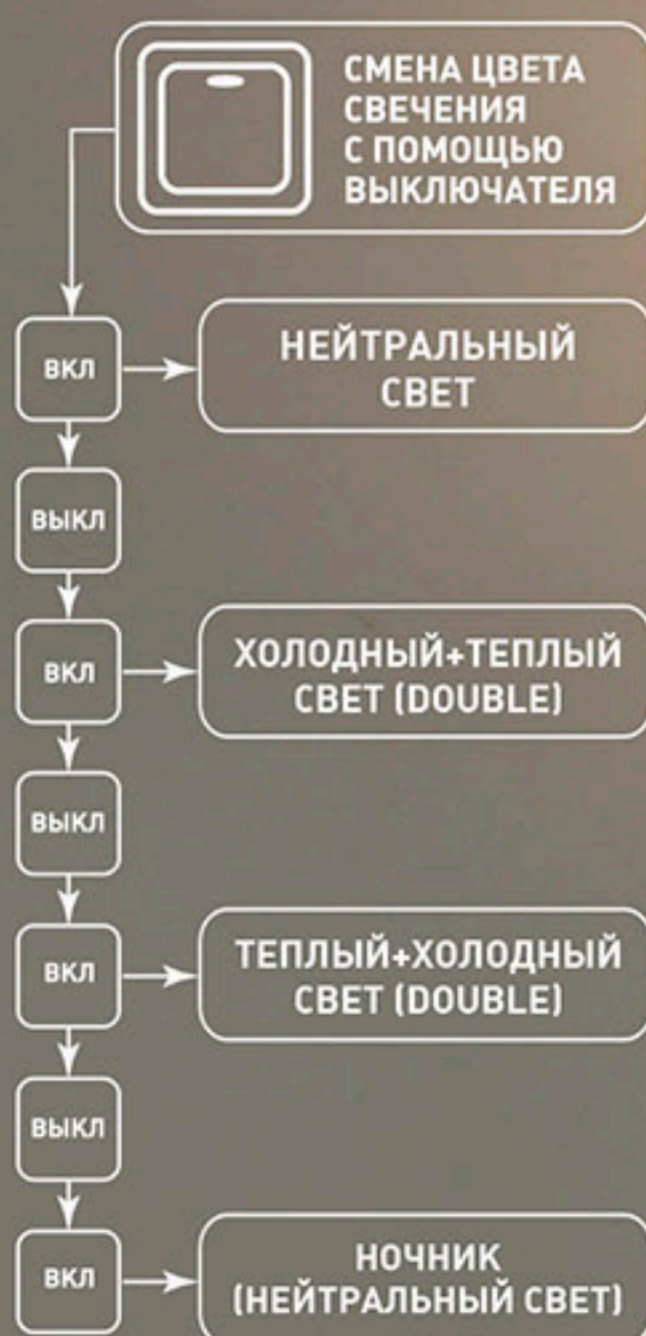 СМЕНА ЦВЕТА
СВЕЧЕНИЯ
С ПОМОЩЬЮ
ВЫКЛЮЧАТЕЛЯ
ВКЛ
НЕЙТРАЛЬНЫЙ
СВЕТ
ВЫКЛ
ВКЛ
ХОЛОДНЫЙ+ТЕПЛЫЙ
СВЕТ (DOUBLE)
ВЫКЛ
ВКЛ
ТЕПЛЫЙ+ХОЛОДНЫЙ
СВЕТ (DOUBLE)
ВЫКЛ
ВКЛ
НОЧНИК
(НЕЙТРАЛЬНЫЙ СВЕТ)